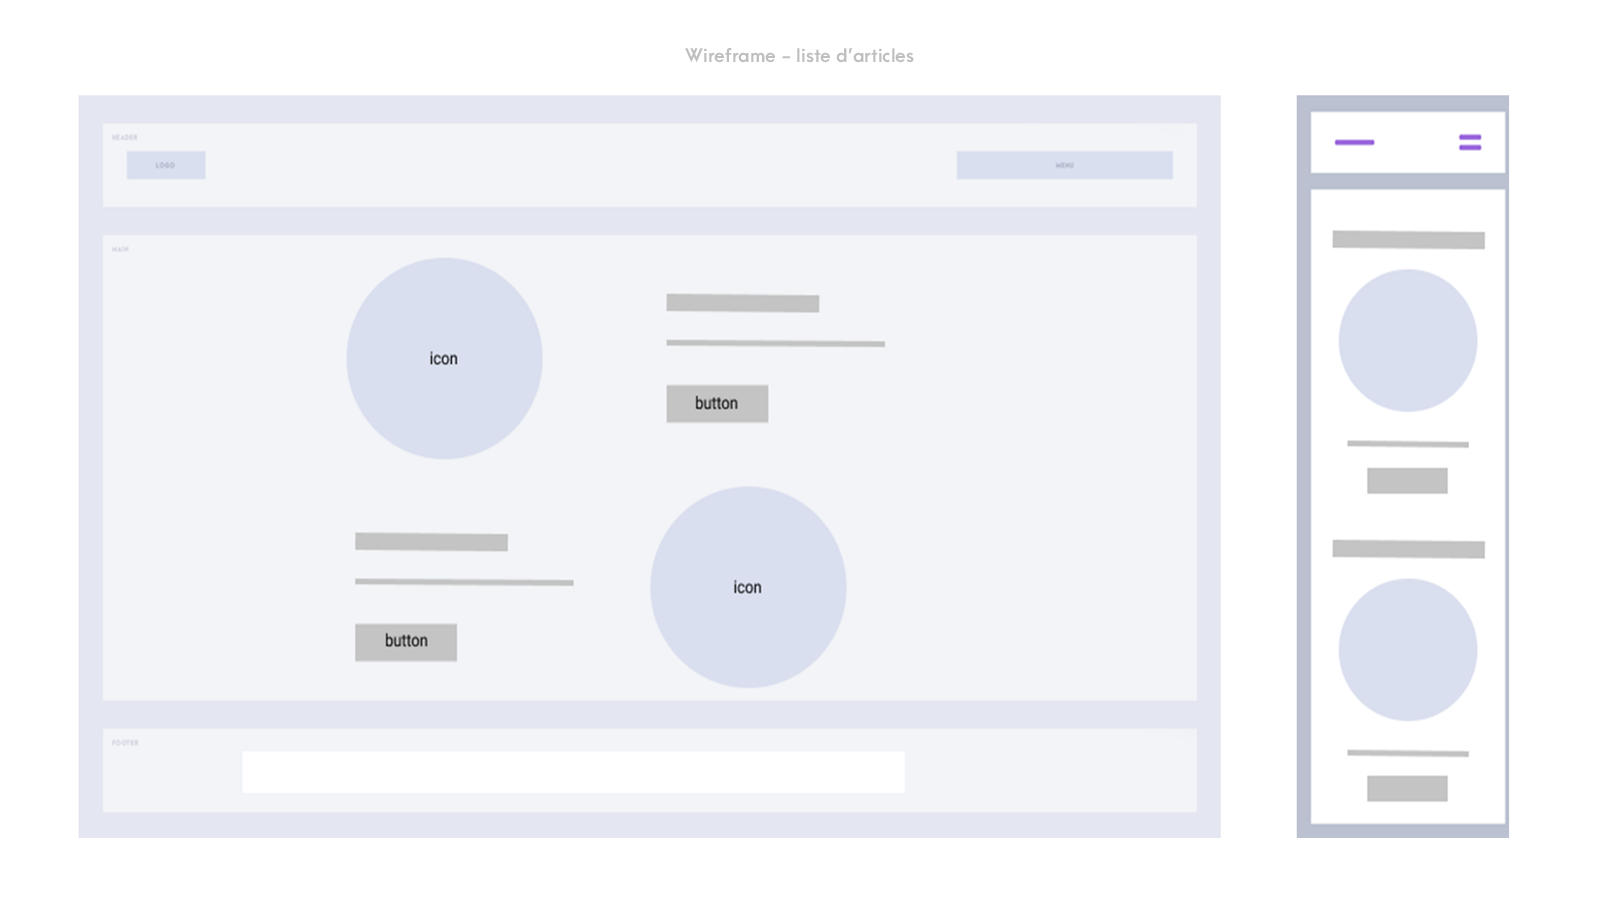 Wireframe – liste d’articles
HEADER
LOGO
MENU
MAIN
icon
button
icon
button
FOOTER